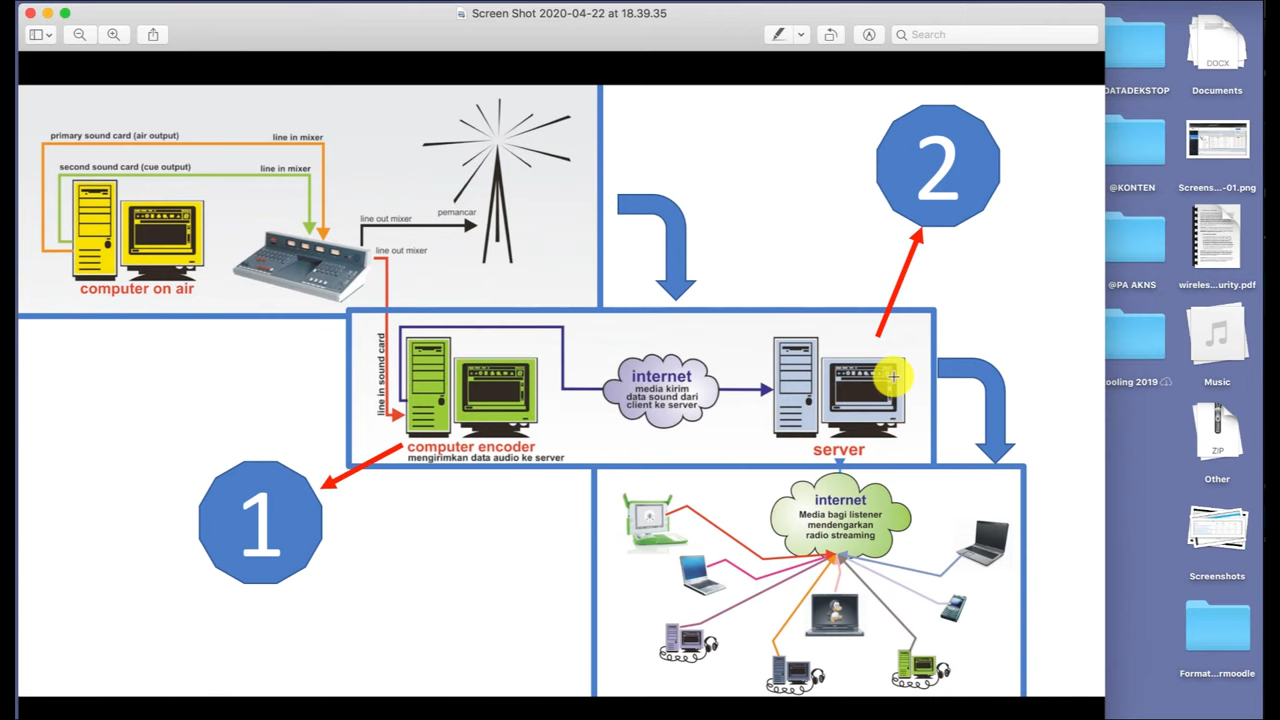 Screen Shot 2020-04-22 at 18.39.35
Search
primary sound card (air output)
line in mixer
second sound card (cue output)
line in mixer
line out mixer
pemancar
line out mixer
computer on air
2
line in sound card
internet
media kirim
data sound dari
client ke server
computer encoder
mengirimkan data audio ke server
server
1
internet
Media bagi listener
mendengarkan
radio streaming
DATADEKSTOP
DOCX
Documents
@KONTEN
Screens...-01.png
@PA AKNS
wireles...urity.pdf
ooling 2019
Music
ZIP
Other
Screenshots
Format...rmoodle